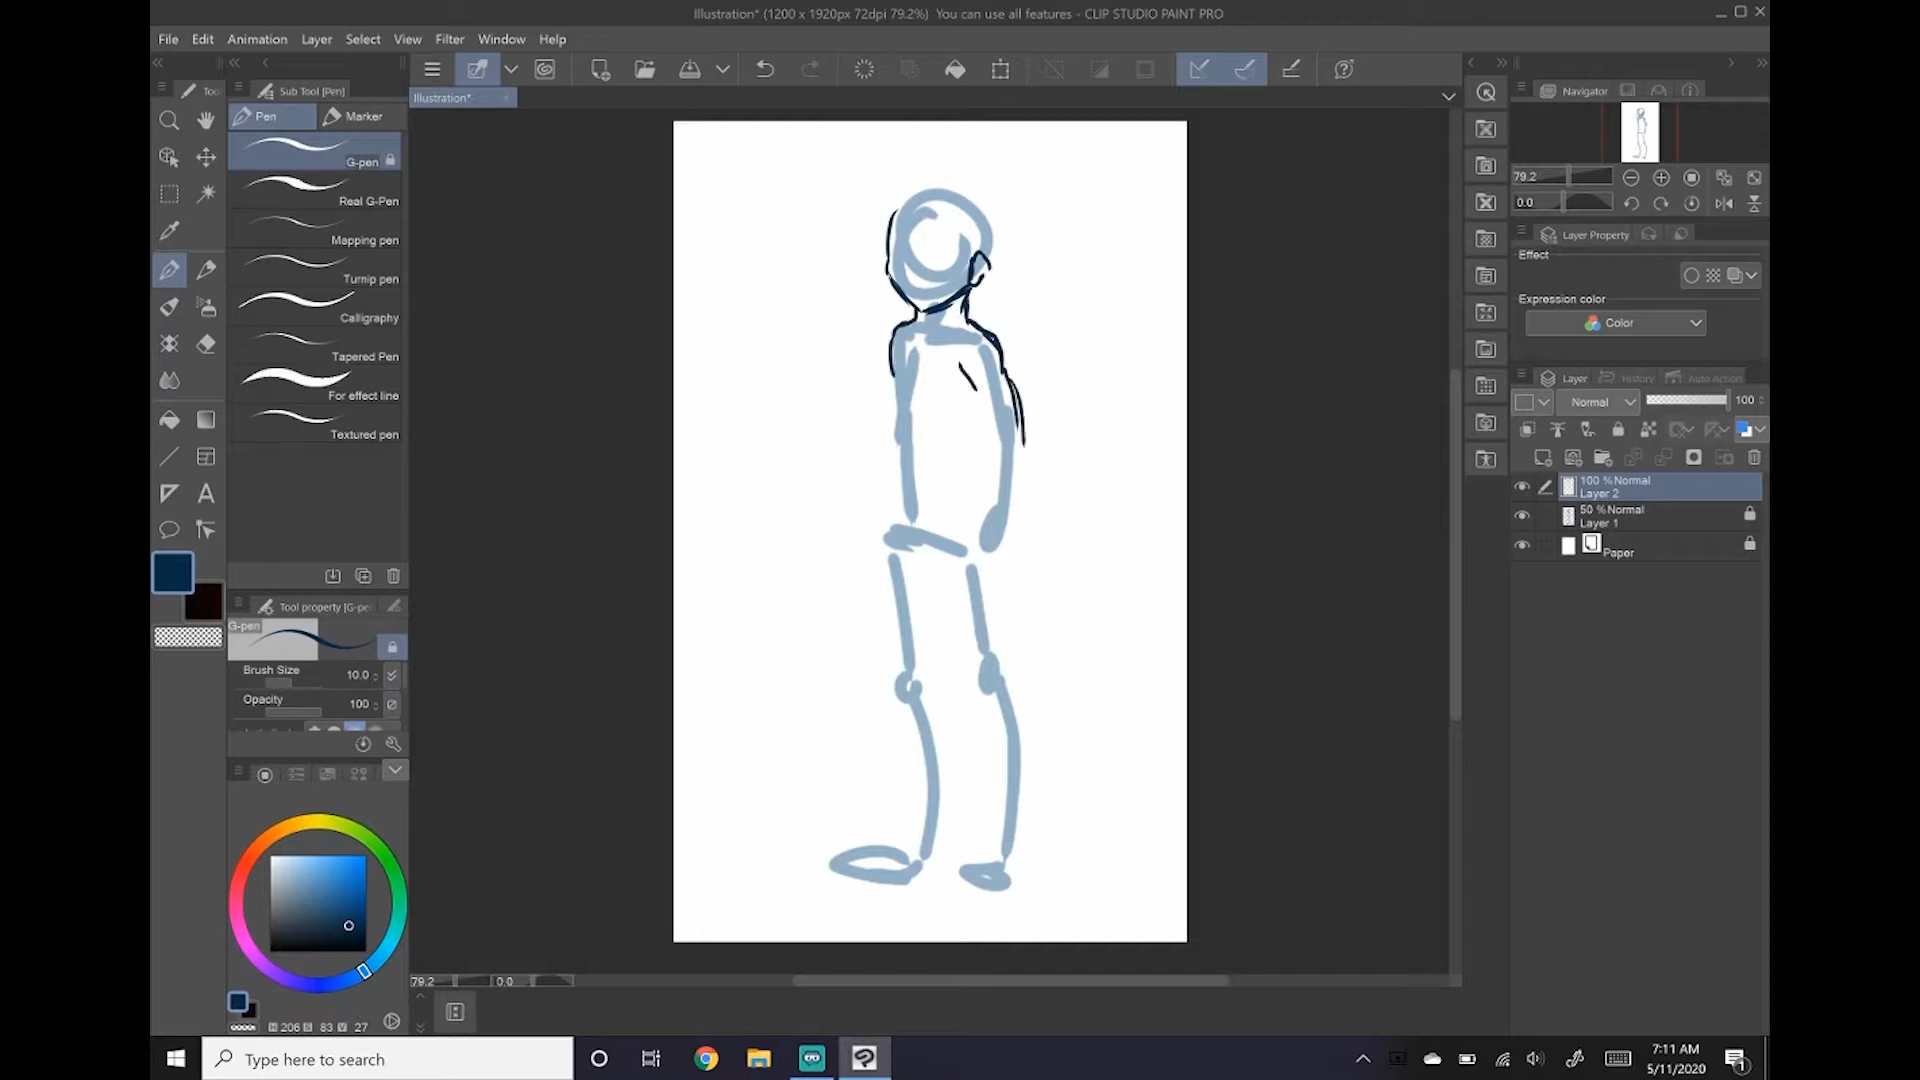 Illustration* (1200 x 1920px 72dpi 79.2%)  You can use all features - CLIP STUDIO PAINT PRO
File Edit Animation Layer Select View Filter Window Help
Too Sub Tool [Pen]
Illustration*
Navigator
Pen Marker
G-pen
Real G-Pen
Mapping pen
Turnip pen
Calligraphy
Tapered Pen
For effect line
Textured pen
79.2
0.0
Layer Property
Effect
Expression color
Color
Layer History Auto Action
Normal 100
100 % Normal
Layer 2
50 % Normal
Layer 1
Paper
Tool property [G-pe
G-pen
Brush Size 10.0
Opacity 100
79.2 0.0
H 206 S 83 V 27
Type here to search
7:11 AM
5/11/2020
1